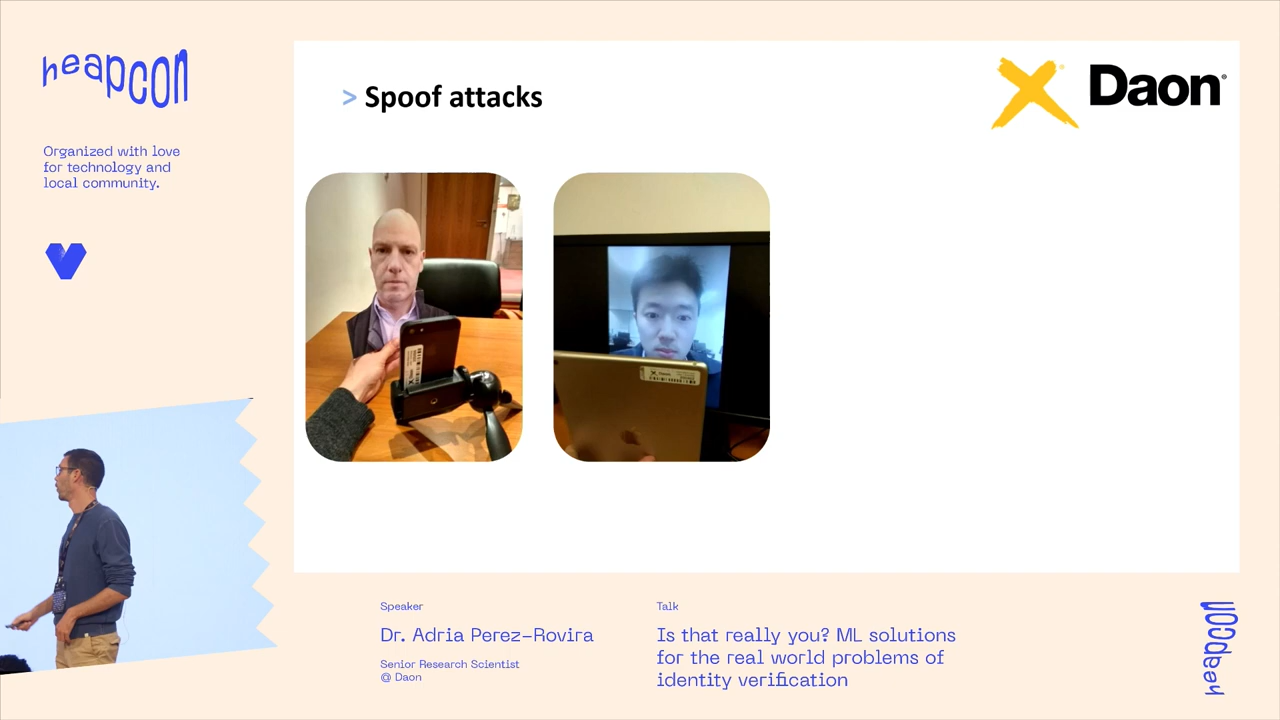 heapcon
Organized with love
for technology and
local community.
> Spoof attacks
Daon®
Speaker
Dr. Adria Perez-Rovira
Senior Research Scientist
@ Daon
Talk
Is that really you? ML solutions
for the real world problems of
identity verification
heapcon